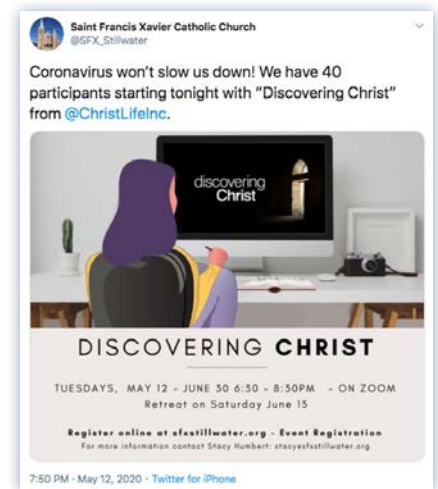 Saint Francis Xavier Catholic Church
@SFX_Stillwater
Coronavirus won't slow us down! We have 40
participants starting tonight with "Discovering Christ"
from @ChristLifeInc.
discovering
Christ
DISCOVERING CHRIST
TUESDAYS, MAY 12 - JUNE 30 6:30 - 8:30PM - ON ZOOM
Retreat on Saturday June 13
Register online at sfxstillwater.org - Event Registration
For more information contact Stacy Humbert: stacy@sfxstillwater.org
7:50 PM · May 12, 2020 · Twitter for iPhone